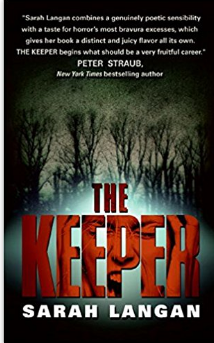 "Sarah Langan combines a genuinely poetic sensibility
with a taste for horror's most bravura excesses, which
gives her book a distinct and juicy flavor all its own.
THE KEEPER begins what should be a very fruitful career."
PETER STRAUB,
New York Times bestselling author
THE
KEEPER
SARAH LANGAN